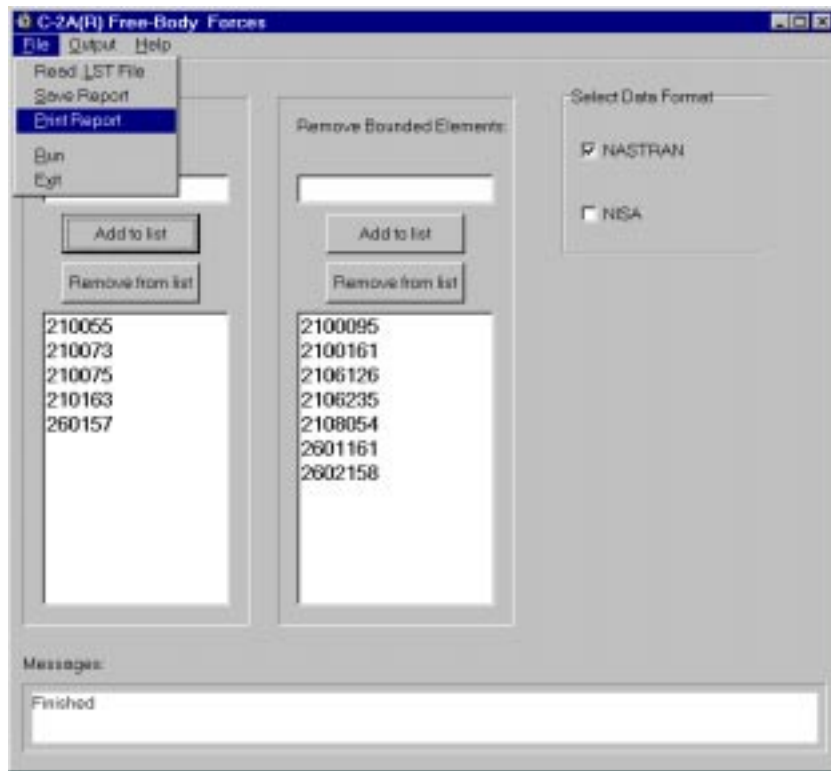 C-2A(R) Free-Body Forces
File Output Help
Read .LST File
Save Report
Print Report
Run
Exit
Add to list
Remove from list
210055
210073
210075
210163
260157
Remove Bounded Elements:
Add to list
Remove from list
2100095
2100161
2106126
2106235
2108054
2601161
2602158
Select Data Format
NASTRAN
NISA
Messages:
Finished